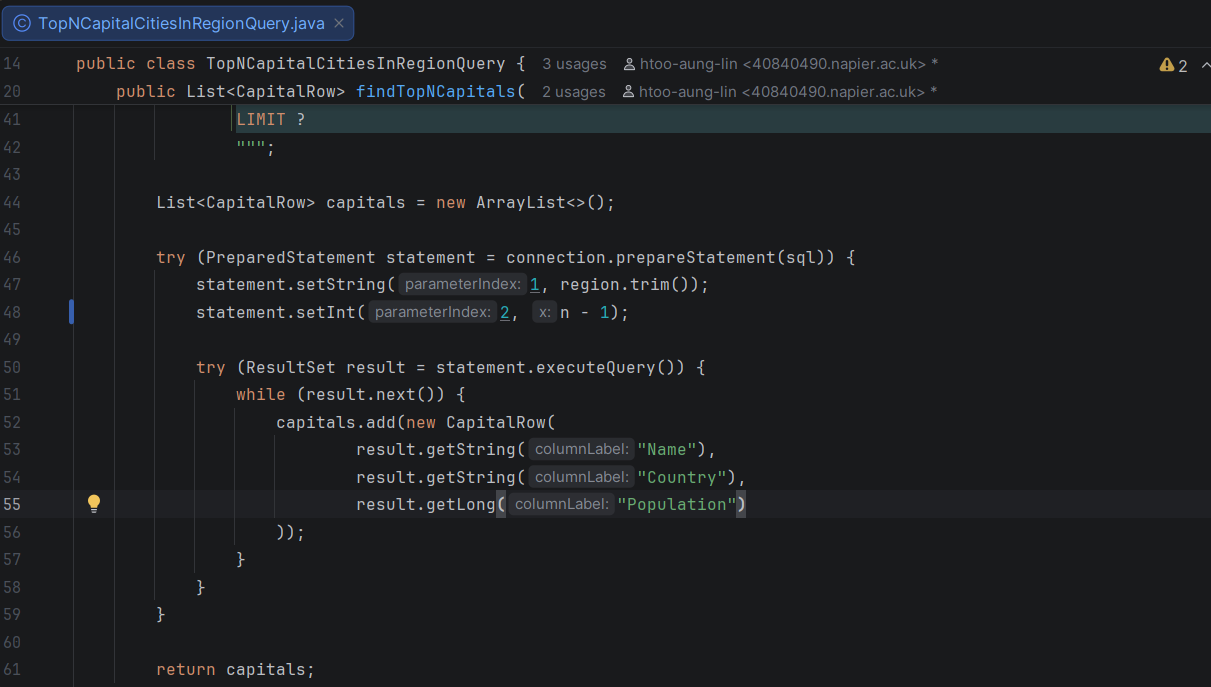 TopNCapitalCitiesInRegionQuery.java
14 public class TopNCapitalCitiesInRegionQuery { 3 usages htoo-aung-lin <40840490.napier.ac.uk> * 2
20 public List<CapitalRow> findTopNCapitals( 2 usages htoo-aung-lin <40840490.napier.ac.uk> *
41 LIMIT ?
42 """;
43
44 List<CapitalRow> capitals = new ArrayList<>();
45
46 try (PreparedStatement statement = connection.prepareStatement(sql)) {
47 statement.setString( parameterIndex: 1, region.trim());
48 statement.setInt( parameterIndex: 2, x: n - 1);
49
50 try (ResultSet result = statement.executeQuery()) {
51 while (result.next()) {
52 capitals.add(new CapitalRow(
53 result.getString( columnLabel: "Name"),
54 result.getString( columnLabel: "Country"),
55 result.getLong( columnLabel: "Population")
56 ));
57 }
58 }
59 }
60
61 return capitals;